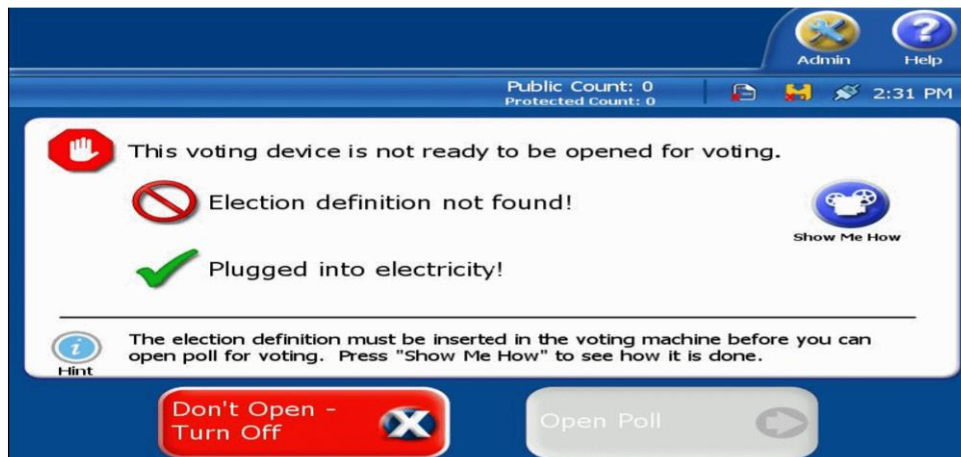 Admin
Help
Public Count: 0
Protected Count: 0
2:31 PM
This voting device is not ready to be opened for voting.
Election definition not found!
Show Me How
Plugged into electricity!
The election definition must be inserted in the voting machine before you can
open poll for voting.  Press "Show Me How" to see how it is done.
Hint
Don't Open -
Turn Off
Open Poll